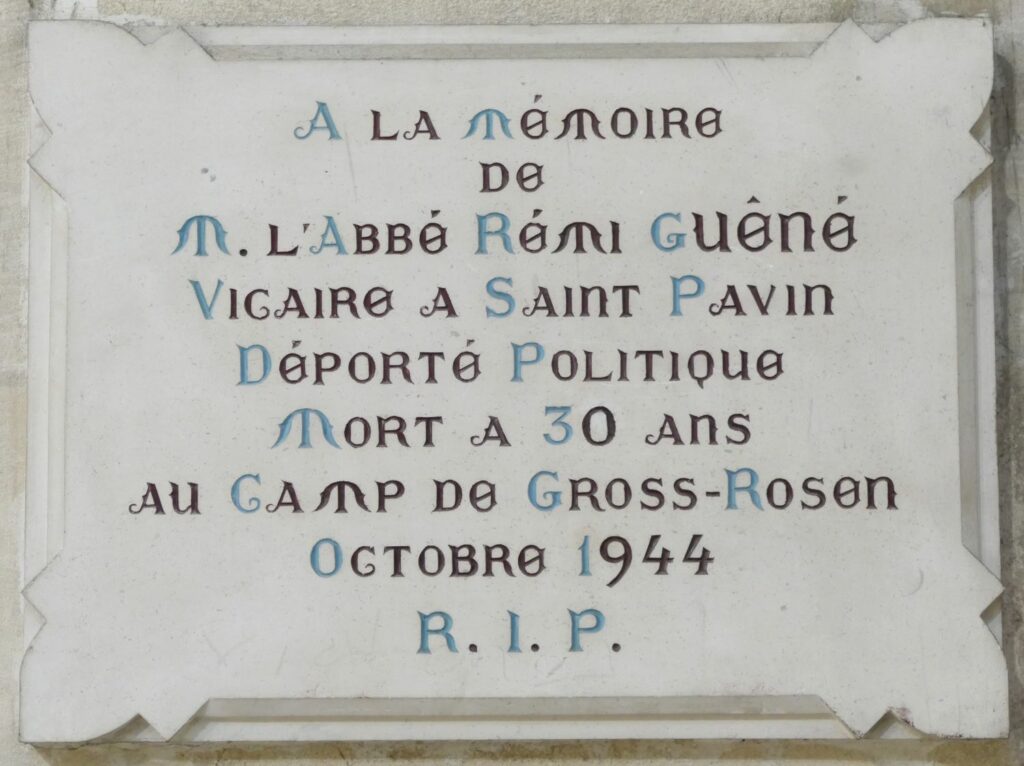 A LA MÉMOIRE
DE
M. L'ABBÉ RÉMI GUÊNÉ
VICAIRE A SAINT PAVIN
DÉPORTÉ POLITIQUE
MORT A 30 ANS
AU CAMP DE GROSS-ROSEN
OCTOBRE 1944
R. I. P.